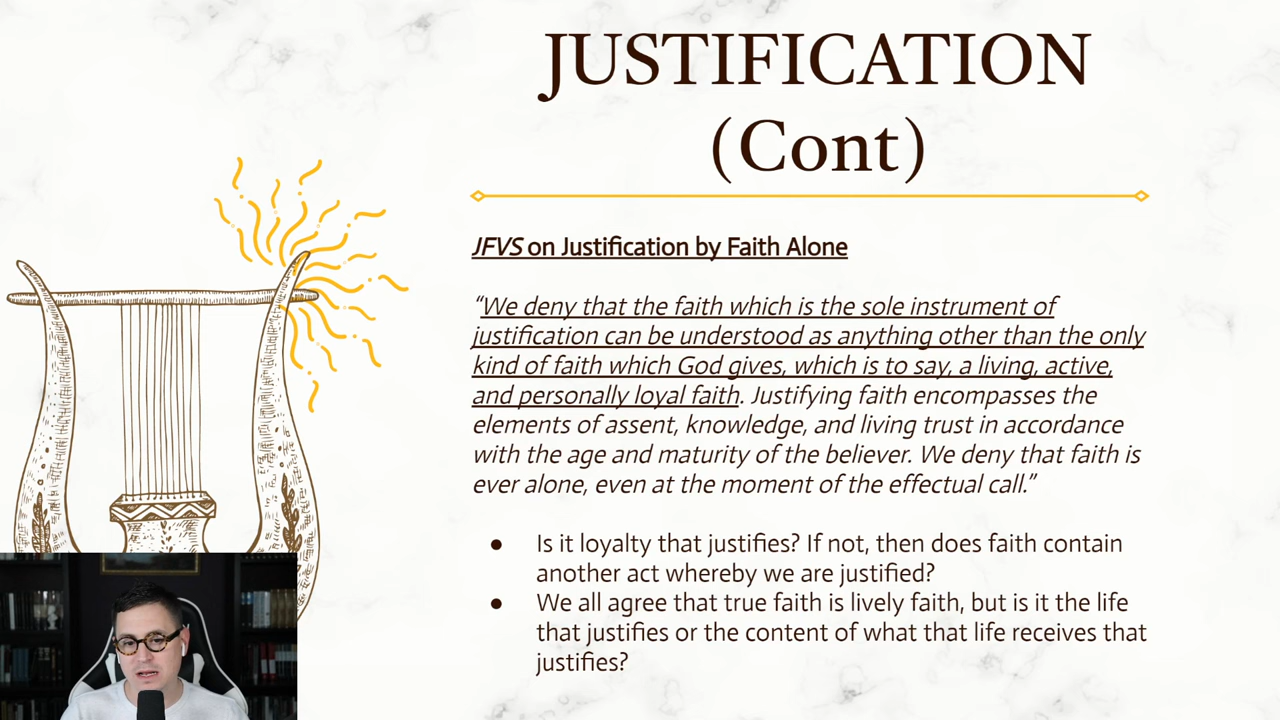 JUSTIFICATION
(Cont)
JFVS on Justification by Faith Alone
“We deny that the faith which is the sole instrument of
justification can be understood as anything other than the only
kind of faith which God gives, which is to say, a living, active,
and personally loyal faith. Justifying faith encompasses the
elements of assent, knowledge, and living trust in accordance
with the age and maturity of the believer. We deny that faith is
ever alone, even at the moment of the effectual call.”
● Is it loyalty that justifies? If not, then does faith contain
another act whereby we are justified?
● We all agree that true faith is lively faith, but is it the life
that justifies or the content of what that life receives that
justifies?